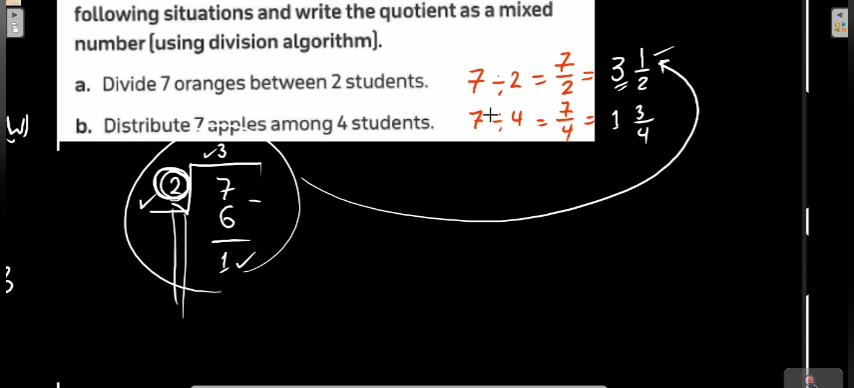 following situations and write the quotient as a mixed
number (using division algorithm).
a. Divide 7 oranges between 2 students. 7 ÷ 2 = 7/2 = 3 1/2
b. Distribute 7 apples among 4 students. 7 ÷ 4 = 7/4 = 1 3/4
W)
3
2 7
6 -
1
3